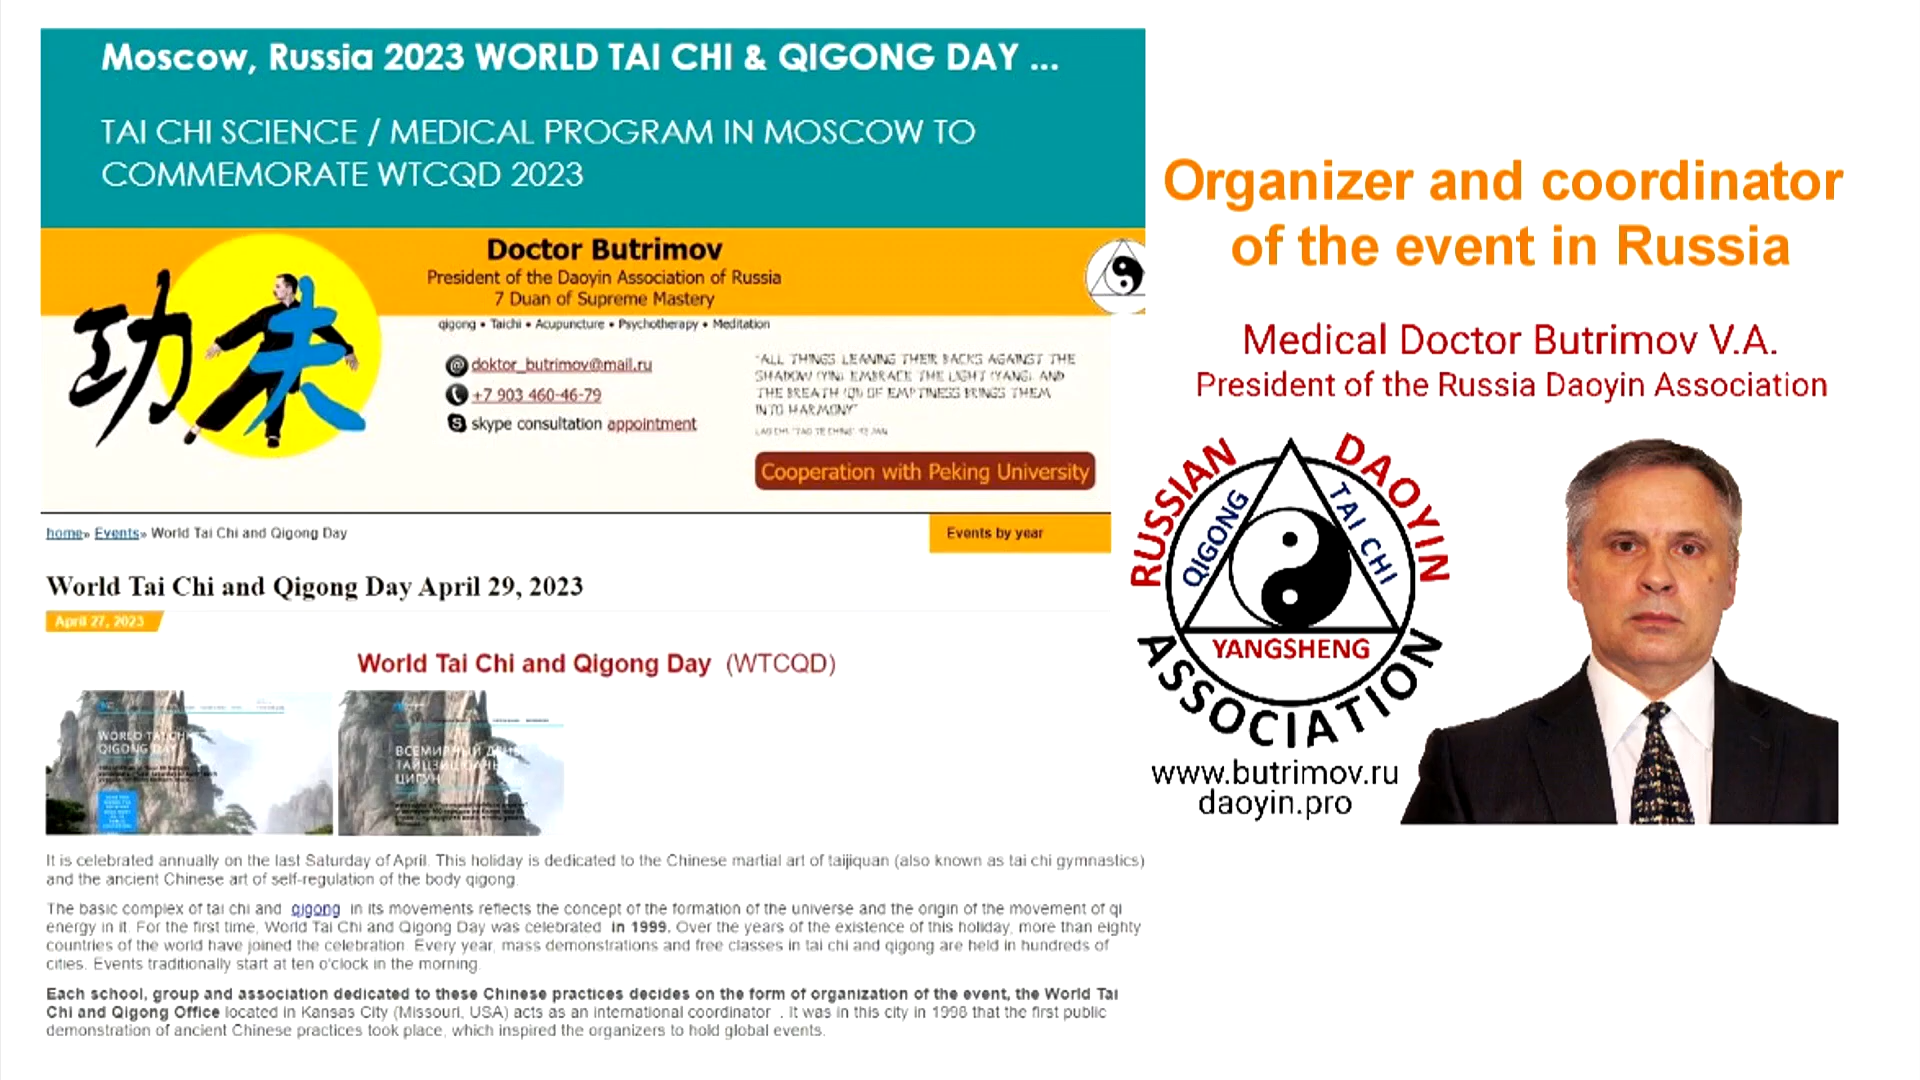 Moscow, Russia 2023 WORLD TAI CHI & QIGONG DAY ...
TAI CHI SCIENCE / MEDICAL PROGRAM IN MOSCOW TO
COMMEMORATE WTCQD 2023
Doctor Butrimov
President of the Daoyin Association of Russia
7 Duan of Supreme Mastery
qigong • Taichi • Acupuncture • Psychotherapy • Meditation
功夫
doktor_butrimov@mail.ru
+7 903 460-46-79
skype consultation appointment
"ALL THINGS LEANING THEIR BACKS AGAINST THE
SHADOW (YIN) EMBRACE THE LIGHT (YANG) AND
THE BREATH (QI) OF EMPTINESS BRINGS THEM
INTO HARMONY"
Cooperation with Peking University
home» Events» World Tai Chi and Qigong Day
Events by year
World Tai Chi and Qigong Day April 29, 2023
April 27, 2023
World Tai Chi and Qigong Day (WTCQD)
WORLD TAI CHI
QIGONG DAY
ВСЕМИРНЫЙ ДЕНЬ
ТАЙЦЗИЦЮАНЬ
ЦИГУН
It is celebrated annually on the last Saturday of April. This holiday is dedicated to the Chinese martial art of taijiquan (also known as tai chi gymnastics)
and the ancient Chinese art of self-regulation of the body qigong.
The basic complex of tai chi and qigong in its movements reflects the concept of the formation of the universe and the origin of the movement of qi
energy in it. For the first time, World Tai Chi and Qigong Day was celebrated in 1999. Over the years of the existence of this holiday, more than eighty
countries of the world have joined the celebration. Every year, mass demonstrations and free classes in tai chi and qigong are held in hundreds of
cities. Events traditionally start at ten o'clock in the morning.
Each school, group and association dedicated to these Chinese practices decides on the form of organization of the event, the World Tai
Chi and Qigong Office located in Kansas City (Missouri, USA) acts as an international coordinator . It was in this city in 1998 that the first public
demonstration of ancient Chinese practices took place, which inspired the organizers to hold global events.
Organizer and coordinator
of the event in Russia
Medical Doctor Butrimov V.A.
President of the Russia Daoyin Association
RUSSIAN DAOYIN
QIGONG TAI CHI
YANGSHENG
ASSOCIATION
www.butrimov.ru
daoyin.pro